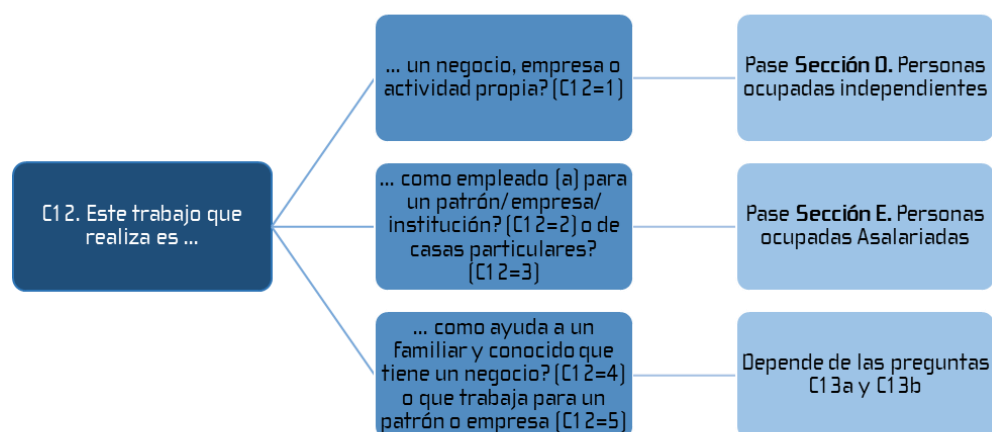 C12. Este trabajo que
realiza es ...
... un negocio, empresa o
actividad propia? (C12=1)
Pase Sección D. Personas
ocupadas independientes
... como empleado (a) para
un patrón/empresa/
institución? (C12=2) o de
casas particulares?
(C12=3)
Pase Sección E. Personas
ocupadas Asalariadas
... como ayuda a un
familiar y conocido que
tiene un negocio? (C12=4)
o que trabaja para un
patrón o empresa (C12=5)
Depende de las preguntas
C13a y C13b